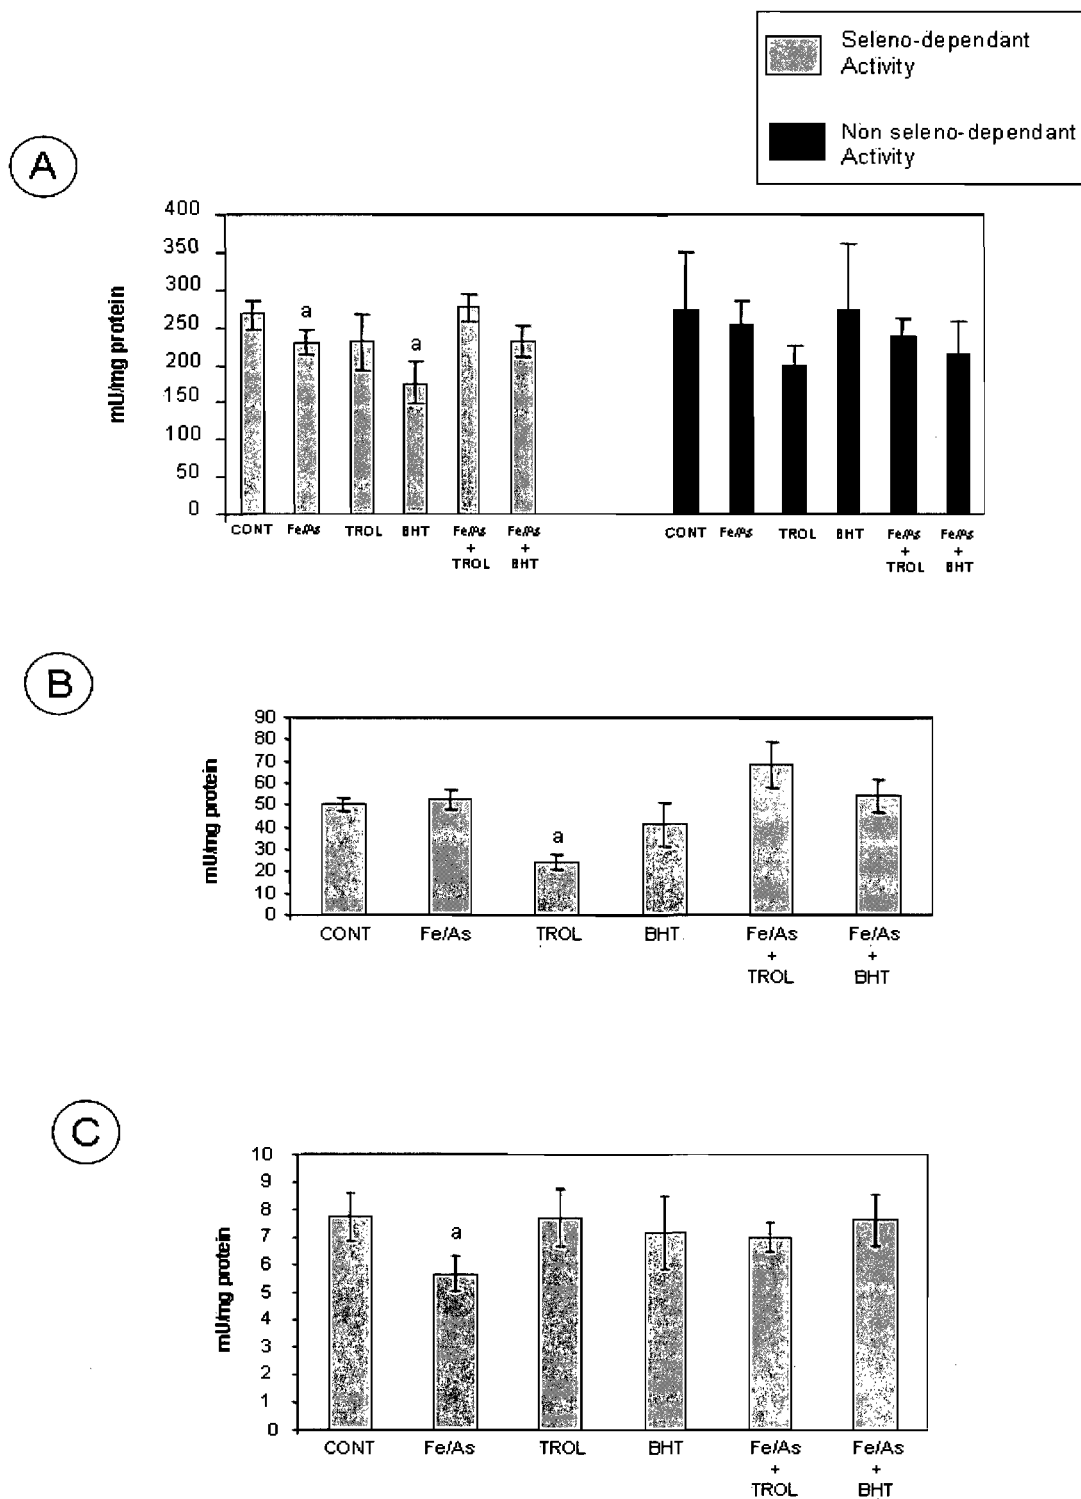 Seleno-dependant
Activity
Non seleno-dependant
Activity
A
400
350
300
250
200
150
100
50
0
mU/mg protein
a
a
CONT Fe/As TROL BHT Fe/As + TROL Fe/As + BHT
CONT Fe/As TROL BHT Fe/As + TROL Fe/As + BHT
B
90
80
70
60
50
40
30
20
10
0
mU/mg protein
a
CONT Fe/As TROL BHT Fe/As + TROL Fe/As + BHT
C
10
9
8
7
6
5
4
3
2
1
0
mU/mg protein
a
CONT Fe/As TROL BHT Fe/As + TROL Fe/As + BHT